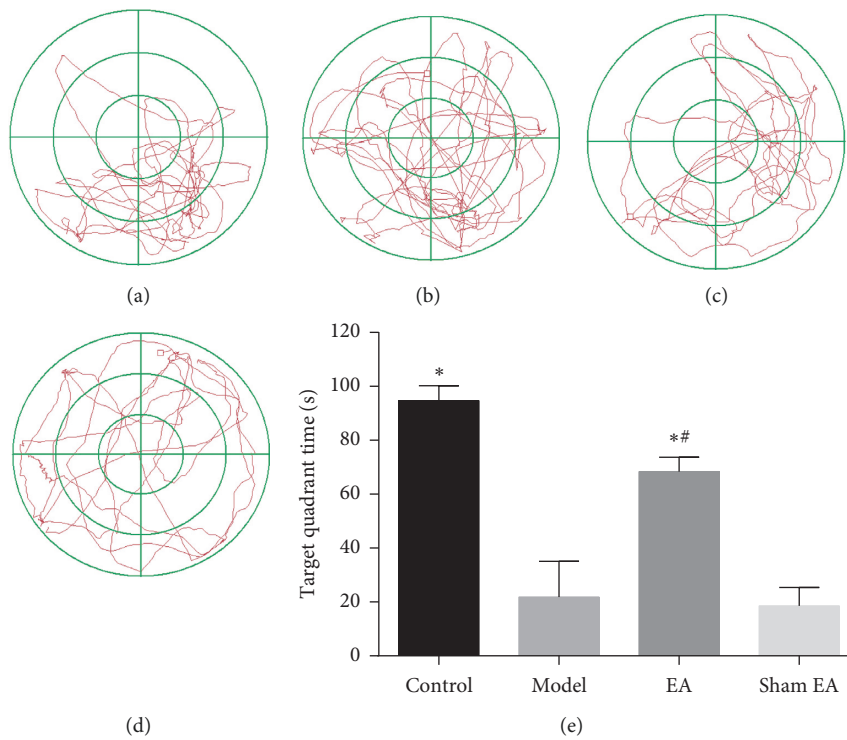 (a)
(b)
(c)
(d)
Target quadrant time (s)
120
100
80
60
40
20
0
*
*#
Control
Model
EA
Sham EA
(e)